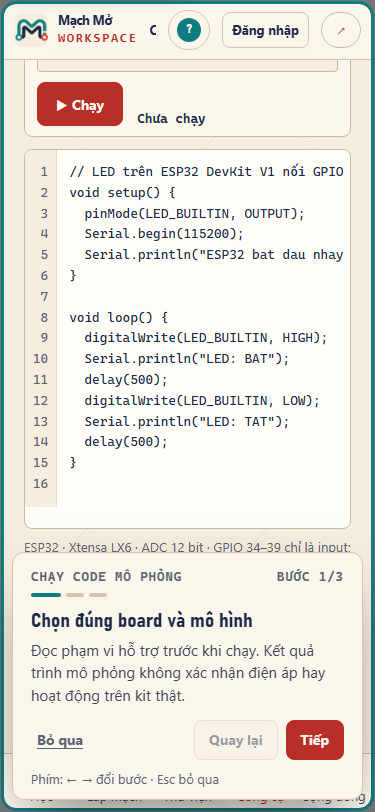 Mạch Mở
WORKSPACE
?
Đăng nhập
↗
▶ Chạy
Chưa chạy
1 // LED trên ESP32 DevKit V1 nối GPIO
2 void setup() {
3 pinMode(LED_BUILTIN, OUTPUT);
4 Serial.begin(115200);
5 Serial.println("ESP32 bat dau nhay
6 }
7
8 void loop() {
9 digitalWrite(LED_BUILTIN, HIGH);
10 Serial.println("LED: BAT");
11 delay(500);
12 digitalWrite(LED_BUILTIN, LOW);
13 Serial.println("LED: TAT");
14 delay(500);
15 }
16
ESP32 · Xtensa LX6 · ADC 12 bit · GPIO 34–39 chỉ là input;
CHẠY CODE MÔ PHỎNG
BƯỚC 1/3
Chọn đúng board và mô hình
Đọc phạm vi hỗ trợ trước khi chạy. Kết quả
trình mô phỏng không xác nhận điện áp hay
hoạt động trên kit thật.
Bỏ qua
Quay lại
Tiếp
Phím: ← → đổi bước · Esc bỏ qua